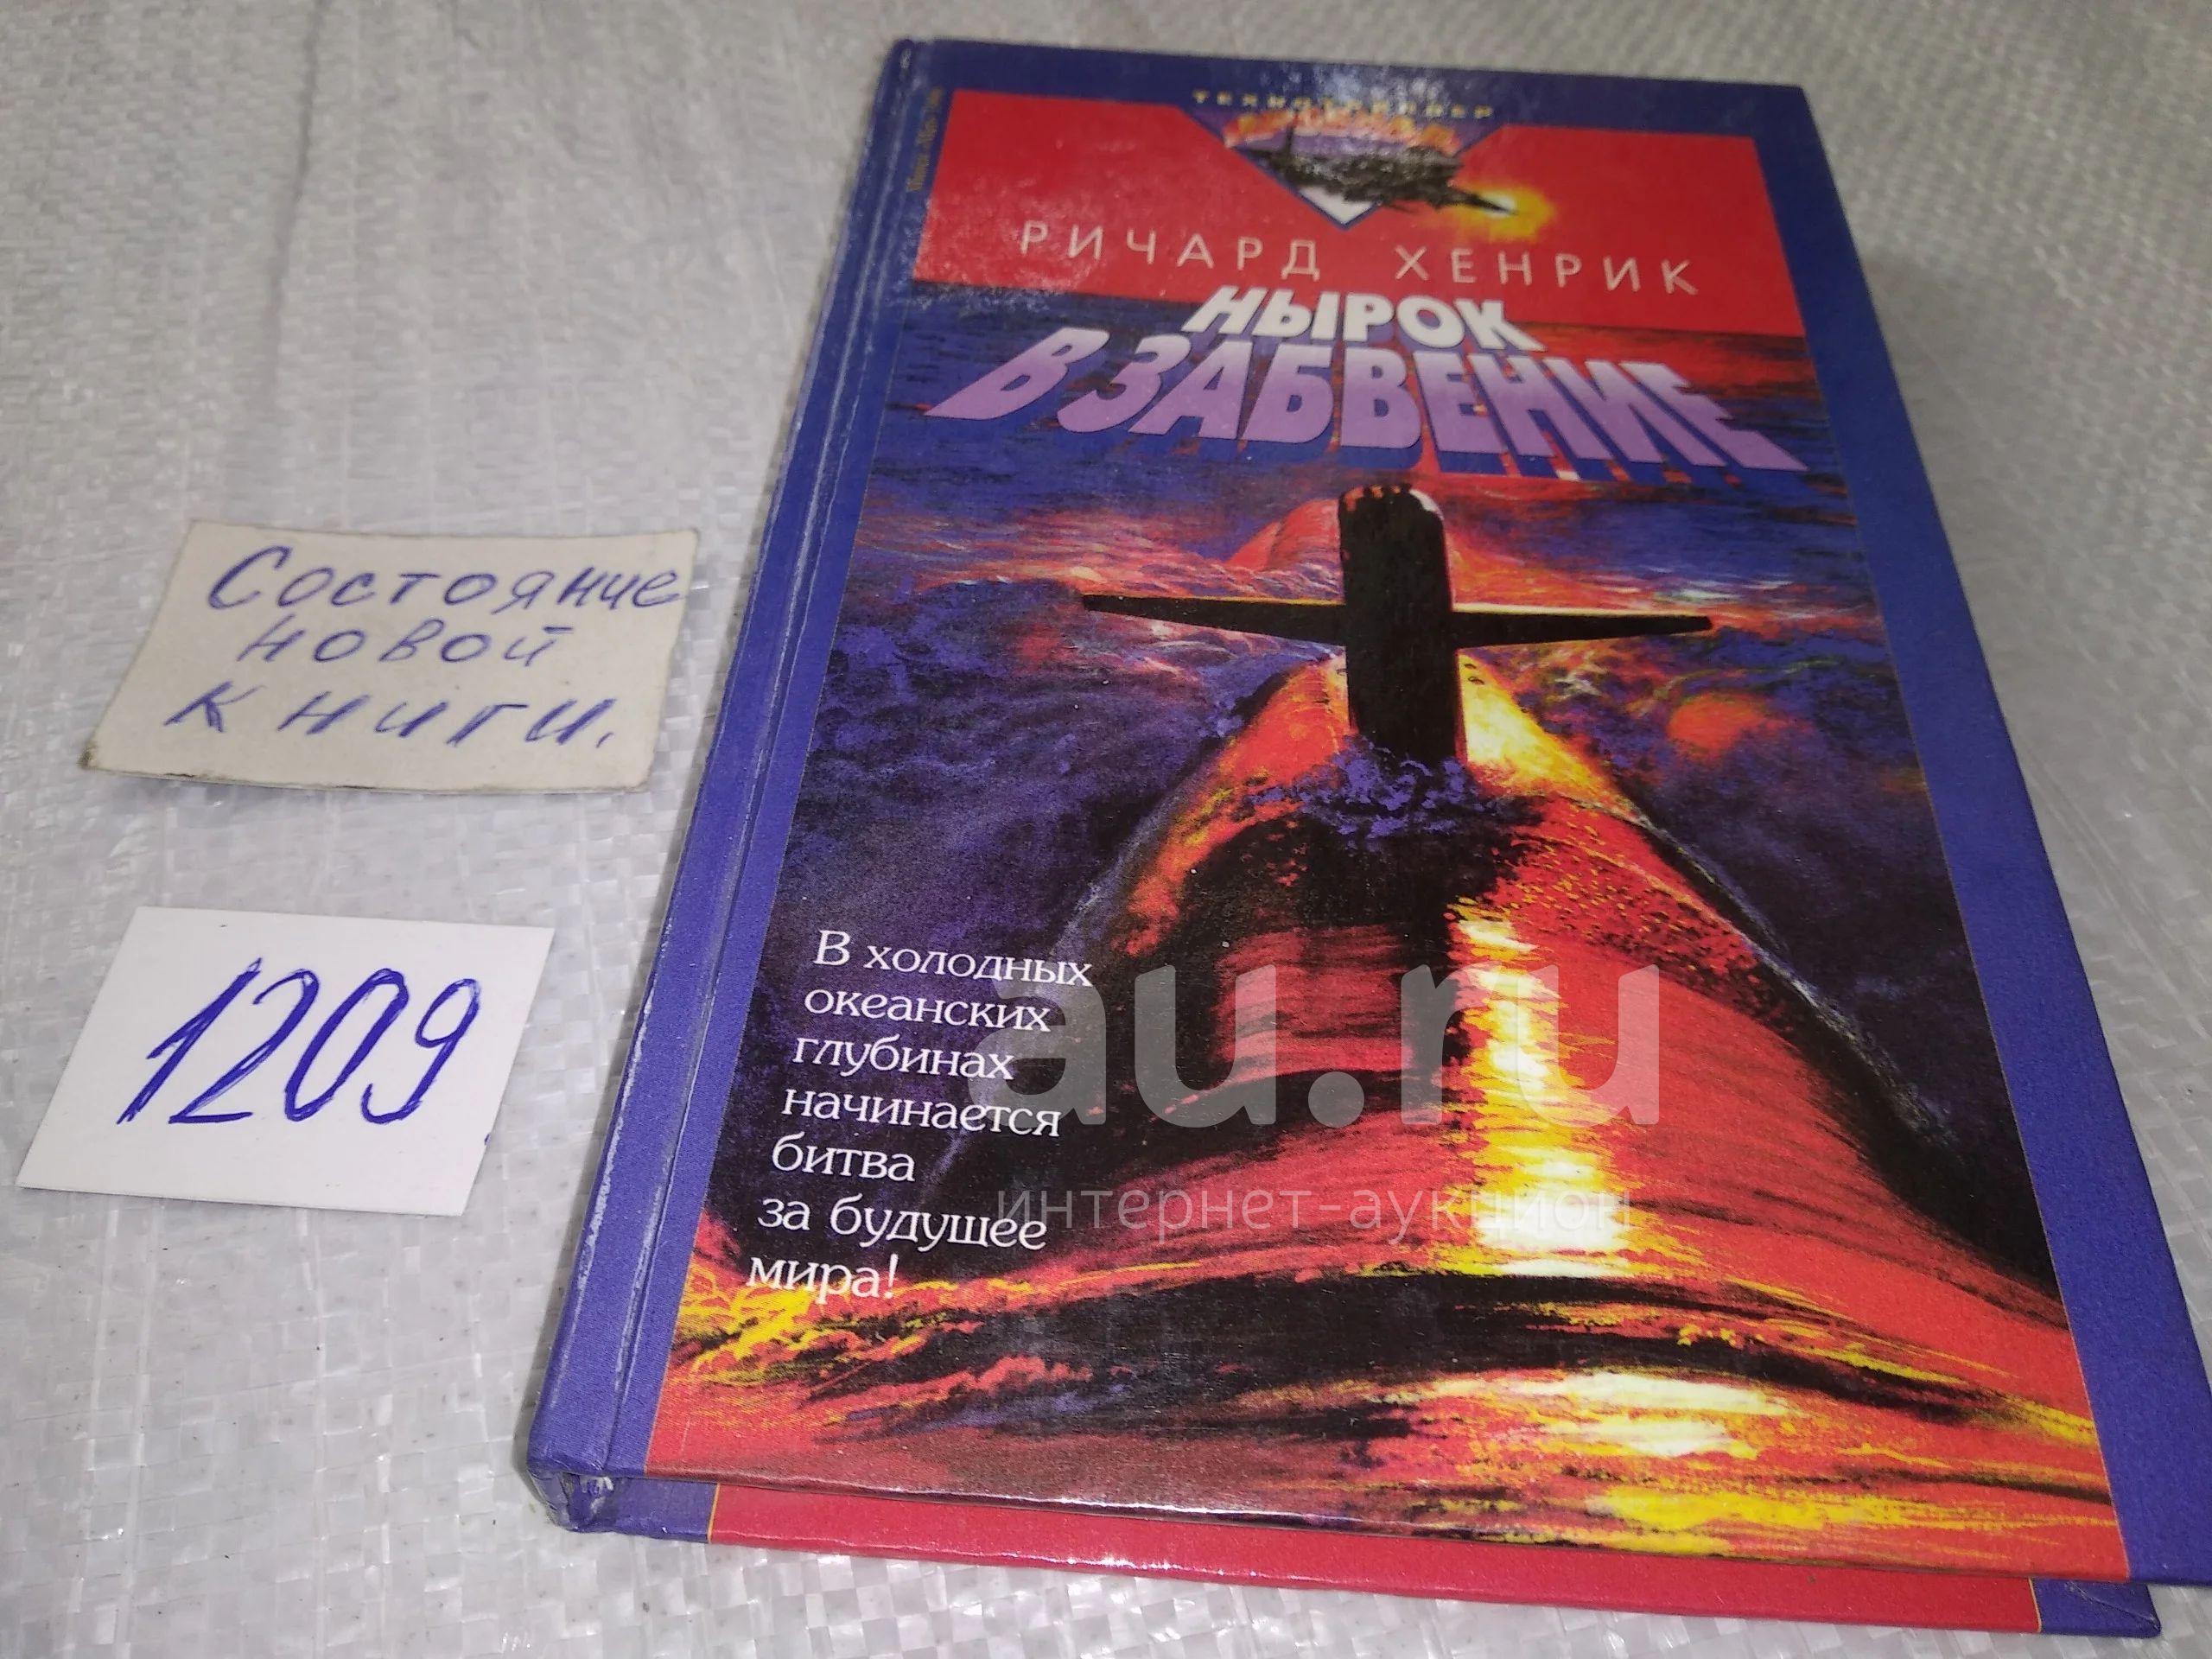 ТЕХНОТРИЛЛЕР
РИЧАРД ХЕНРИК
НЫРОК
В ЗАБВЕНИЕ
Состояние
новой
книги.
1209
В холодных
океанских
глубинах
начинается
битва
за будущее
мира!
au.ru
интернет-аукцион